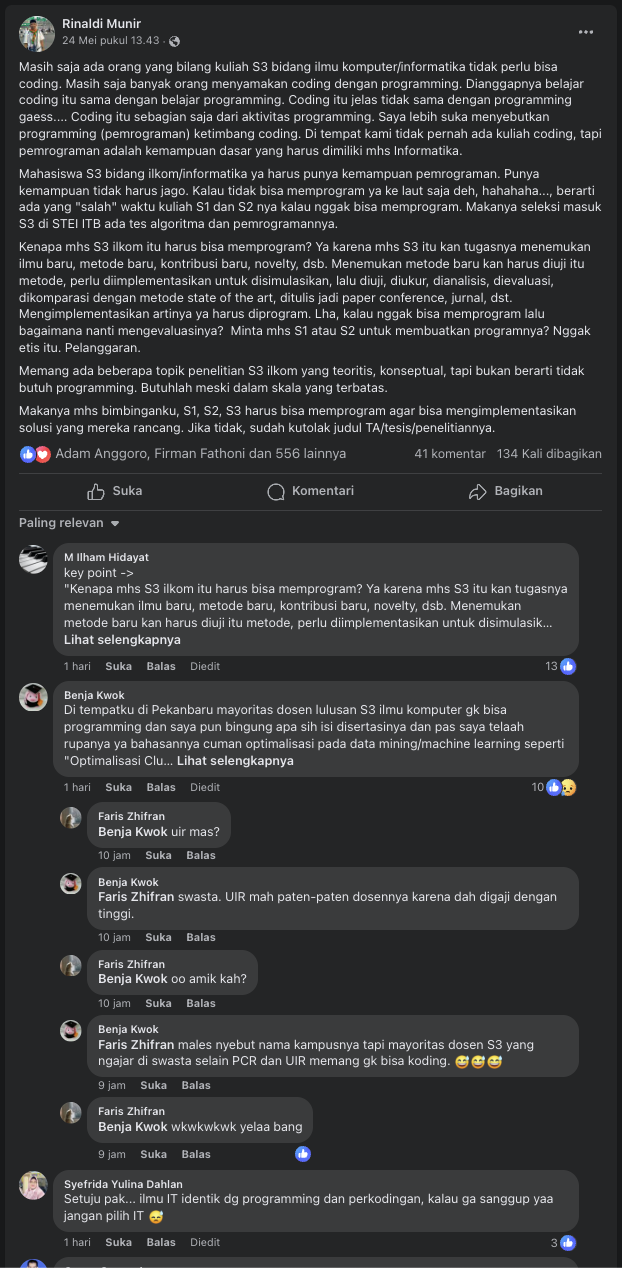 Rinaldi Munir
24 Mei pukul 13.43 ·
Masih saja ada orang yang bilang kuliah S3 bidang ilmu komputer/informatika tidak perlu bisa
coding. Masih saja banyak orang menyamakan coding dengan programming. Dianggapnya belajar
coding itu sama dengan belajar programming. Coding itu jelas tidak sama dengan programming
gaess.... Coding itu sebagian saja dari aktivitas programming. Saya lebih suka menyebutkan
programming (pemrograman) ketimbang coding. Di tempat kami tidak pernah ada kuliah coding, tapi
pemrograman adalah kemampuan dasar yang harus dimiliki mhs Informatika.
Mahasiswa S3 bidang ilkom/informatika ya harus punya kemampuan pemrograman. Punya
kemampuan tidak harus jago. Kalau tidak bisa memprogram ya ke laut saja deh, hahahaha..., berarti
ada yang "salah" waktu kuliah S1 dan S2 nya kalau nggak bisa memprogram. Makanya seleksi masuk
S3 di STEI ITB ada tes algoritma dan pemrogramannya.
Kenapa mhs S3 ilkom itu harus bisa memprogram? Ya karena mhs S3 itu kan tugasnya menemukan
ilmu baru, metode baru, kontribusi baru, novelty, dsb. Menemukan metode baru kan harus diuji itu
metode, perlu diimplementasikan untuk disimulasikan, lalu diuji, diukur, dianalisis, dievaluasi,
dikomparasi dengan metode state of the art, ditulis jadi paper conference, jurnal, dst.
Mengimplementasikan artinya ya harus diprogram. Lha, kalau nggak bisa memprogram lalu
bagaimana nanti mengevaluasinya? Minta mhs S1 atau S2 untuk membuatkan programnya? Nggak
etis itu. Pelanggaran.
Memang ada beberapa topik penelitian S3 ilkom yang teoritis, konseptual, tapi bukan berarti tidak
butuh programming. Butuhlah meski dalam skala yang terbatas.
Makanya mhs bimbinganku, S1, S2, S3 harus bisa memprogram agar bisa mengimplementasikan
solusi yang mereka rancang. Jika tidak, sudah kutolak judul TA/tesis/penelitiannya.
Adam Anggoro, Firman Fathoni dan 556 lainnya 41 komentar 134 Kali dibagikan
Suka Komentari Bagikan
Paling relevan
M Ilham Hidayat
key point ->
"Kenapa mhs S3 ilkom itu harus bisa memprogram? Ya karena mhs S3 itu kan tugasnya
menemukan ilmu baru, metode baru, kontribusi baru, novelty, dsb. Menemukan
metode baru kan harus diuji itu metode, perlu diimplementasikan untuk disimulasik...
Lihat selengkapnya
1 hari Suka Balas Diedit 13
Benja Kwok
Di tempatku di Pekanbaru mayoritas dosen lulusan S3 ilmu komputer gk bisa
programming dan saya pun bingung apa sih isi disertasinya dan pas saya telaah
rupanya ya bahasannya cuman optimalisasi pada data mining/machine learning seperti
"Optimalisasi Clu... Lihat selengkapnya
1 hari Suka Balas Diedit 10
Faris Zhifran
Benja Kwok uir mas?
10 jam Suka Balas
Benja Kwok
Faris Zhifran swasta. UIR mah paten-paten dosennya karena dah digaji dengan
tinggi.
10 jam Suka Balas
Faris Zhifran
Benja Kwok oo amik kah?
10 jam Suka Balas
Benja Kwok
Faris Zhifran males nyebut nama kampusnya tapi mayoritas dosen S3 yang
ngajar di swasta selain PCR dan UIR memang gk bisa koding. 😅😅😅
9 jam Suka Balas
Faris Zhifran
Benja Kwok wkwkwkwk yelaa bang
9 jam Suka Balas
Syefrida Yulina Dahlan
Setuju pak... ilmu IT identik dg programming dan perkodingan, kalau ga sanggup yaa
jangan pilih IT 😴
1 hari Suka Balas Diedit 3